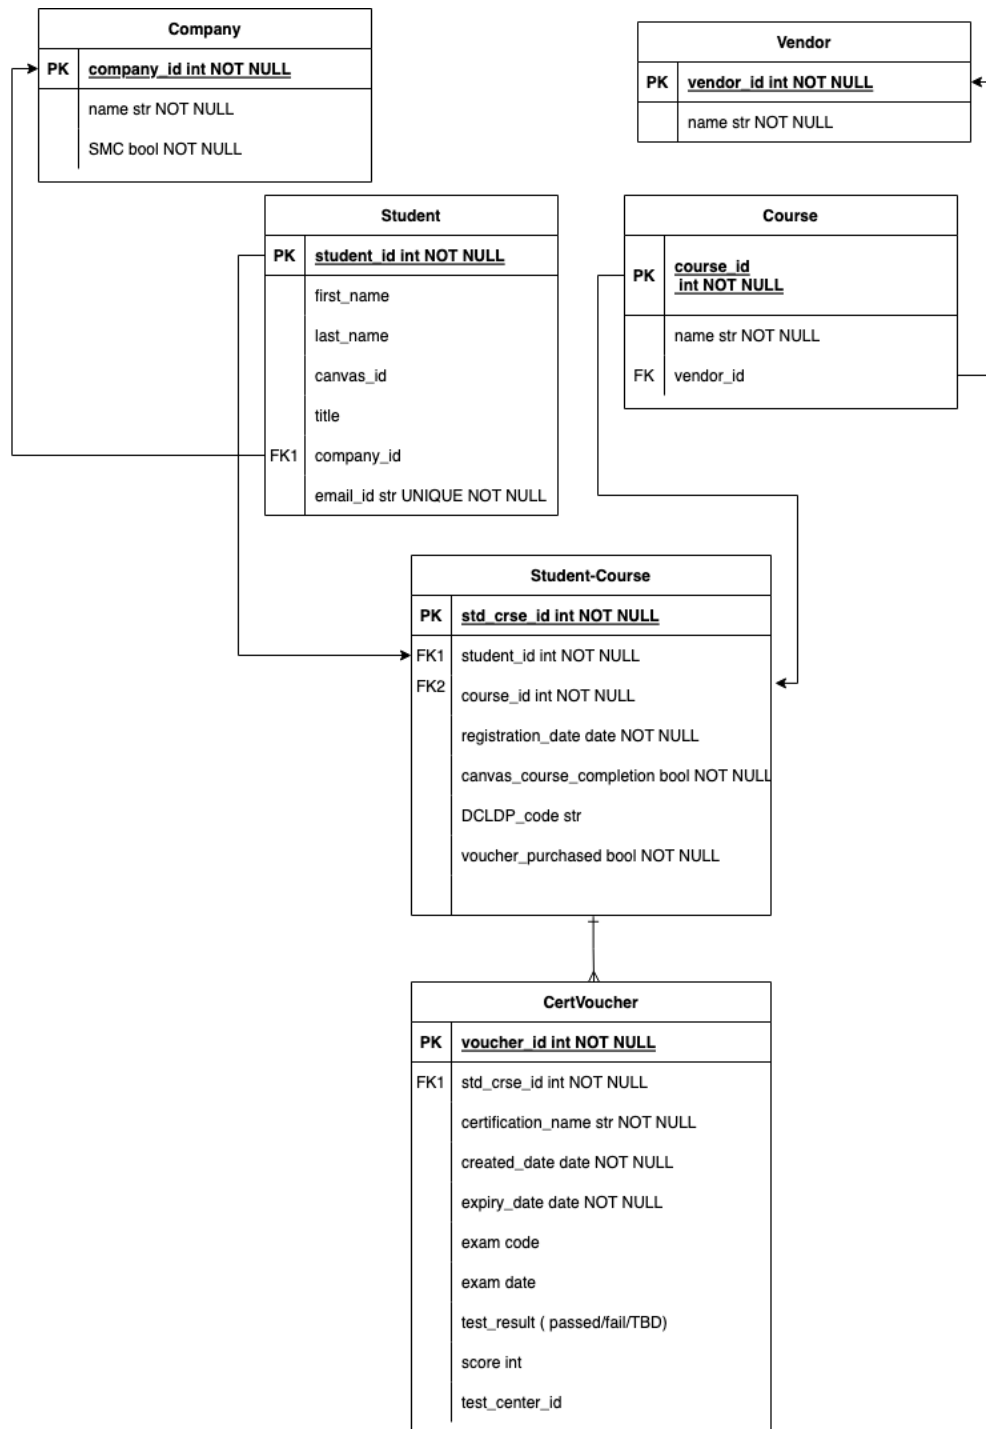 Company
PK company_id int NOT NULL
name str NOT NULL
SMC bool NOT NULL
Vendor
PK vendor_id int NOT NULL
name str NOT NULL
Student
PK student_id int NOT NULL
first_name
last_name
canvas_id
title
FK1 company_id
email_id str UNIQUE NOT NULL
Course
PK course_id
int NOT NULL
name str NOT NULL
FK vendor_id
Student-Course
PK std_crse_id int NOT NULL
FK1 student_id int NOT NULL
FK2 course_id int NOT NULL
registration_date date NOT NULL
canvas_course_completion bool NOT NULL
DCLDP_code str
voucher_purchased bool NOT NULL
CertVoucher
PK voucher_id int NOT NULL
FK1 std_crse_id int NOT NULL
certification_name str NOT NULL
created_date date NOT NULL
expiry_date date NOT NULL
exam code
exam date
test_result ( passed/fail/TBD)
score int
test_center_id